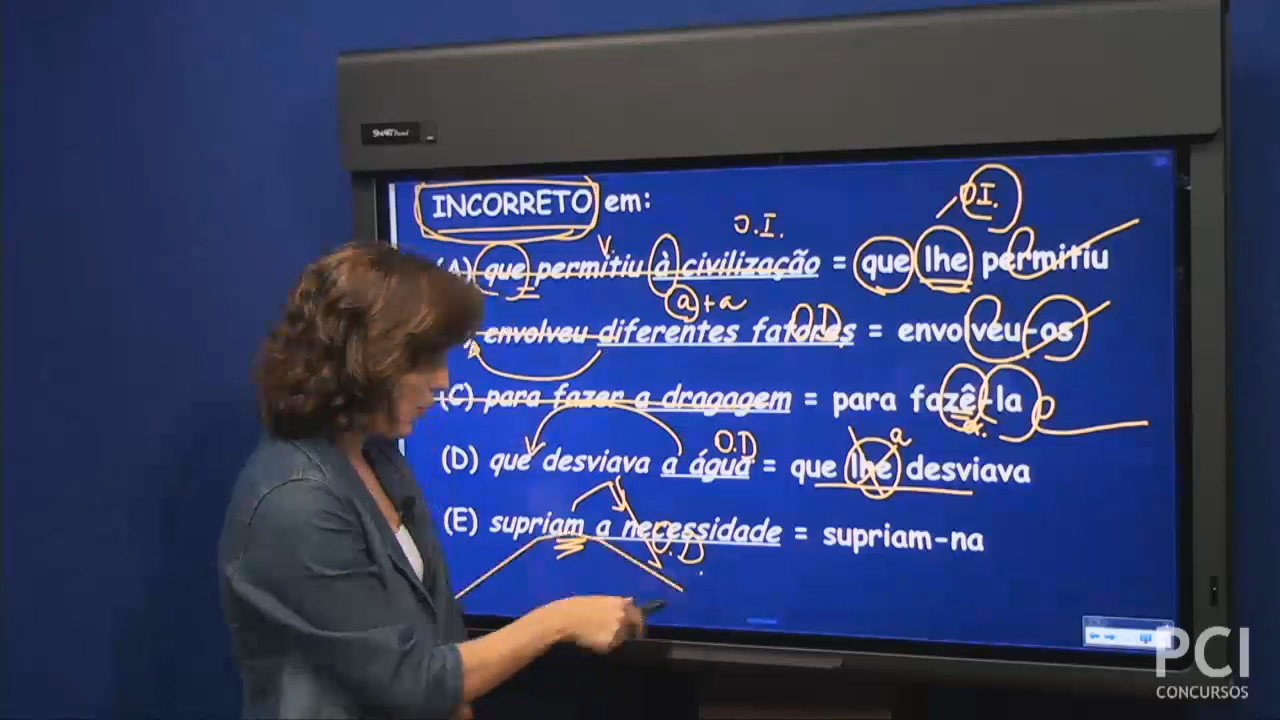 SMART Board
INCORRETO em:
O.I.
O.I.
(A) que permitiu à civilização = que lhe permitiu
a + a
O.D
envolveu diferentes fatores = envolveu-os
(C) para fazer a dragagem = para fazê-la
O.D
a
(D) que desviava a água = que lhe desviava
(E) supriam a necessidade = supriam-na
O.D.
PCI
CONCURSOS